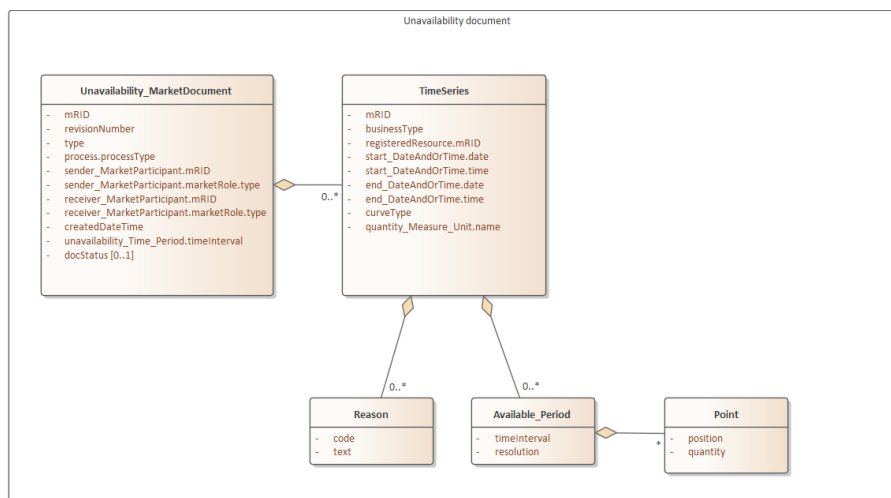 Unavailability document
Unavailability_MarketDocument
- mRID
- revisionNumber
- type
- process.processType
- sender_MarketParticipant.mRID
- sender_MarketParticipant.marketRole.type
- receiver_MarketParticipant.mRID
- receiver_MarketParticipant.marketRole.type
- createdDateTime
- unavailability_Time_Period.timeInterval
- docStatus [0..1]
TimeSeries
- mRID
- businessType
- registeredResource.mRID
- start_DateAndOrTime.date
- start_DateAndOrTime.time
- end_DateAndOrTime.date
- end_DateAndOrTime.time
- curveType
- quantity_Measure_Unit.name
0..*
0..*
0..*
Reason
- code
- text
Available_Period
- timeInterval
- resolution
*
Point
- position
- quantity